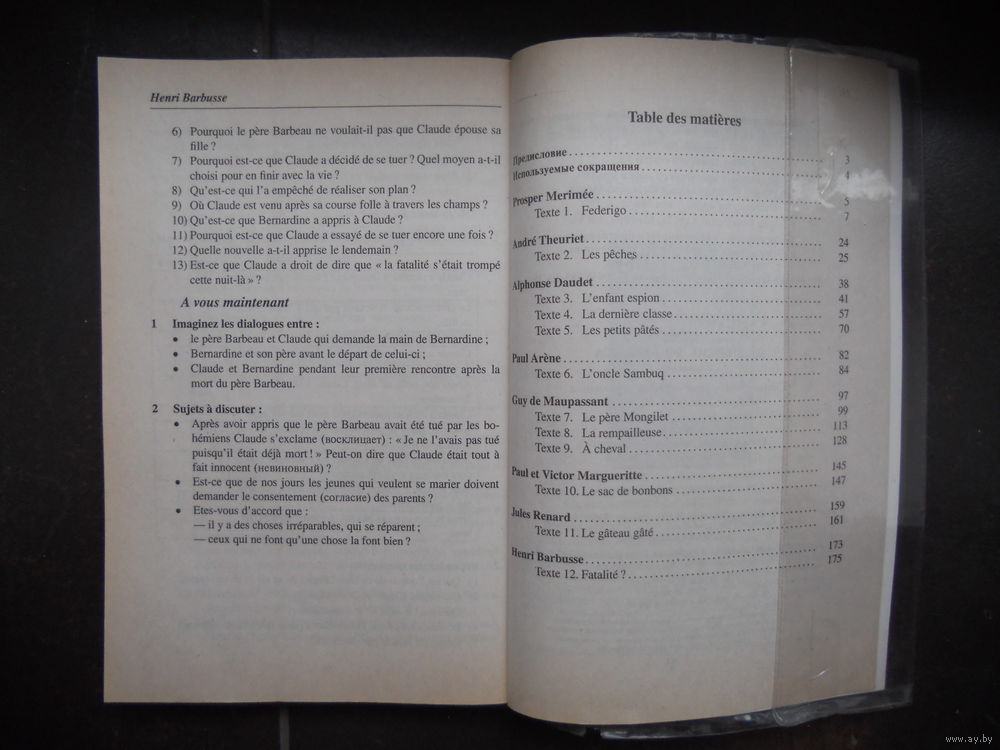 Henri Barbusse
6) Pourquoi le père Barbeau ne voulait-il pas que Claude épouse sa
fille ?
7) Pourquoi est-ce que Claude a décidé de se tuer ? Quel moyen a-t-il
choisi pour en finir avec la vie ?
8) Qu'est-ce qui l'a empêché de réaliser son plan ?
9) Où Claude est venu après sa course folle à travers les champs ?
10) Qu'est-ce que Bernardine a appris à Claude ?
11) Pourquoi est-ce que Claude a essayé de se tuer encore une fois ?
12) Quelle nouvelle a-t-il apprise le lendemain ?
13) Est-ce que Claude a droit de dire que « la fatalité s'était trompé
cette nuit-là » ?
A vous maintenant
1 Imaginez les dialogues entre :
• le père Barbeau et Claude qui demande la main de Bernardine ;
• Bernardine et son père avant le départ de celui-ci ;
• Claude et Bernardine pendant leur première rencontre après la
mort du père Barbeau.
2 Sujets à discuter :
• Après avoir appris que le père Barbeau avait été tué par les bo-
hémiens Claude s'exclame (восклицает) : « Je ne l'avais pas tué
puisqu'il était déjà mort ! » Peut-on dire que Claude était tout à
fait innocent (невиновный) ?
• Est-ce que de nos jours les jeunes qui veulent se marier doivent
demander le consentement (согласие) des parents ?
• Etes-vous d'accord que :
— il y a des choses irréparables, qui se réparent ;
— ceux qui ne font qu'une chose la font bien ?
Table des matières
Предисловие 3
Используемые сокращения 4
Prosper Merimée 5
Texte 1. Federigo 7
André Theuriet 24
Texte 2. Les pêches 25
Alphonse Daudet 38
Texte 3. L'enfant espion 41
Texte 4. La dernière classe 57
Texte 5. Les petits pâtés 70
Paul Arène 82
Texte 6. L'oncle Sambuq 84
Guy de Maupassant 97
Texte 7. Le père Mongilet 99
Texte 8. La rempailleuse 113
Texte 9. À cheval 128
Paul et Victor Margueritte 145
Texte 10. Le sac de bonbons 147
Jules Renard 159
Texte 11. Le gâteau gâté 161
Henri Barbusse 173
Texte 12. Fatalité ? 175
www.ay.by